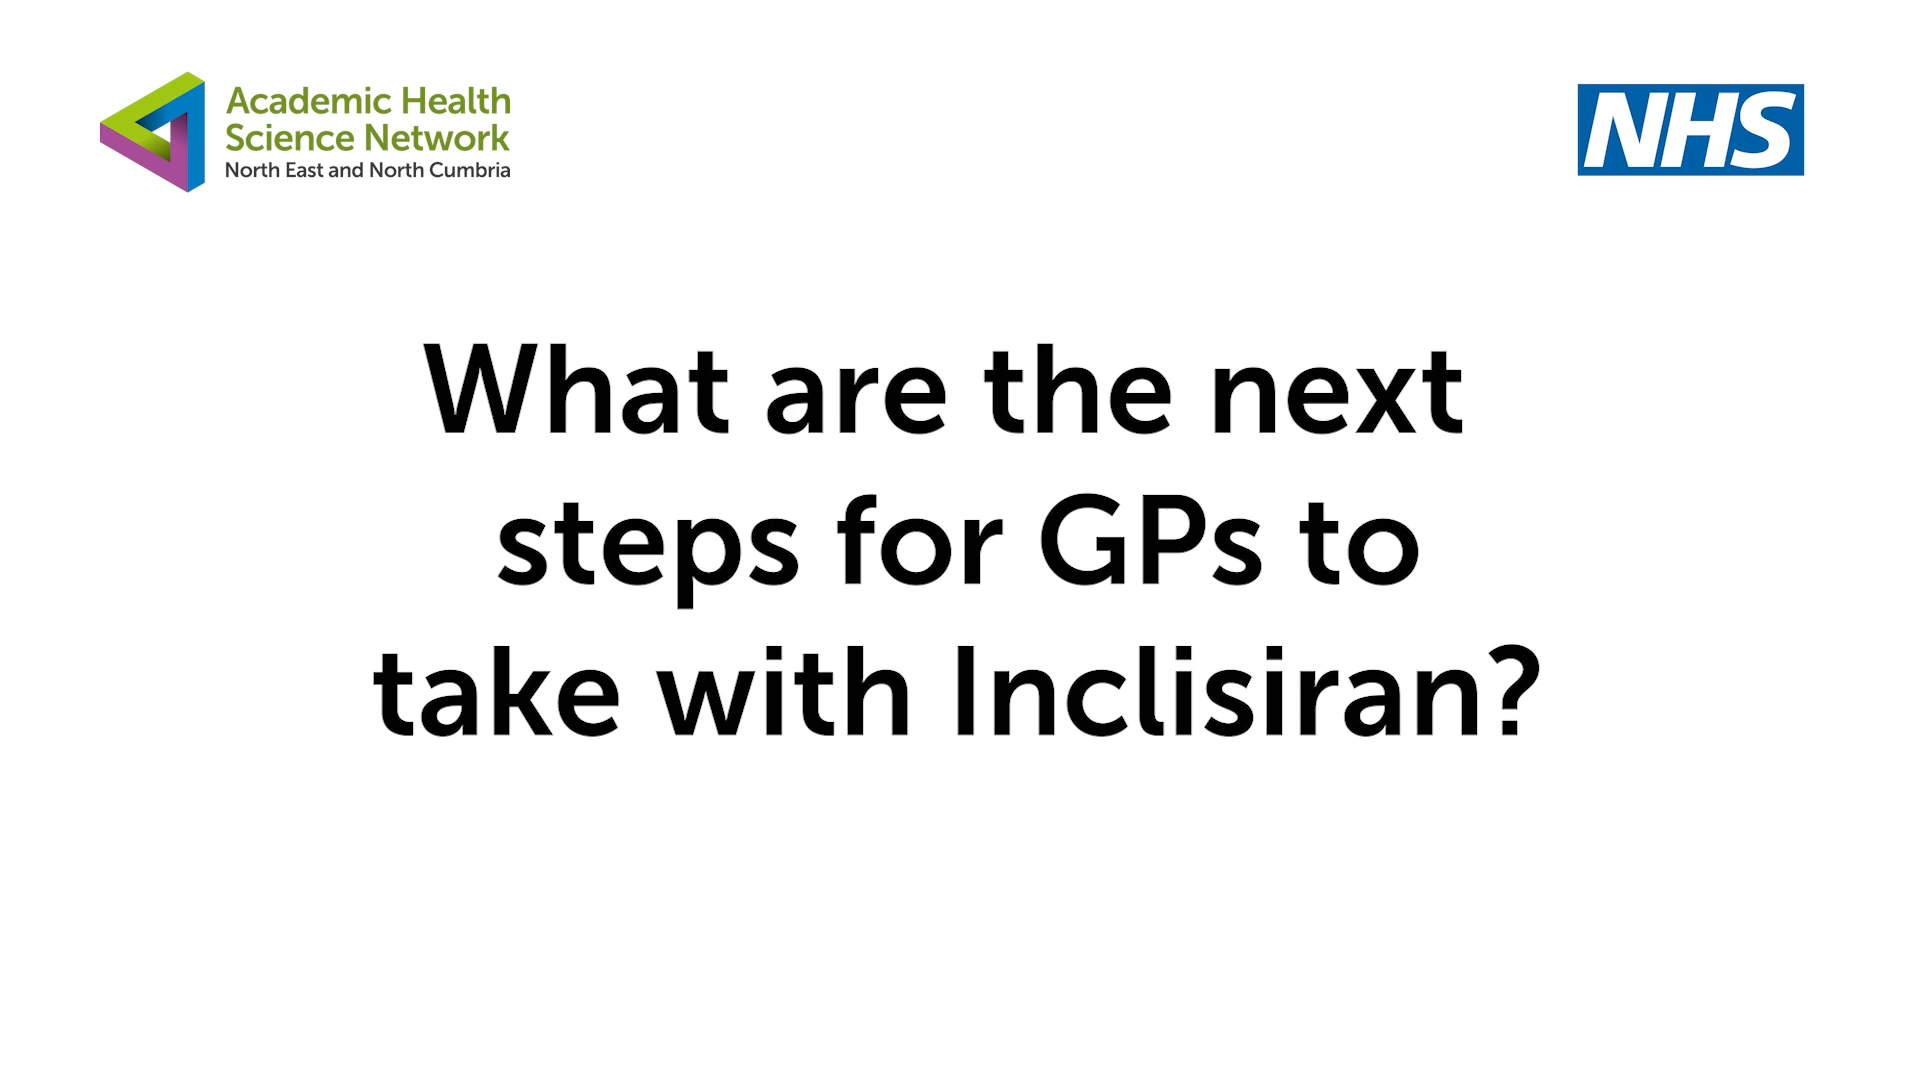 Academic Health
Science Network
North East and North Cumbria
NHS
What are the next
steps for GPs to
take with Inclisiran?